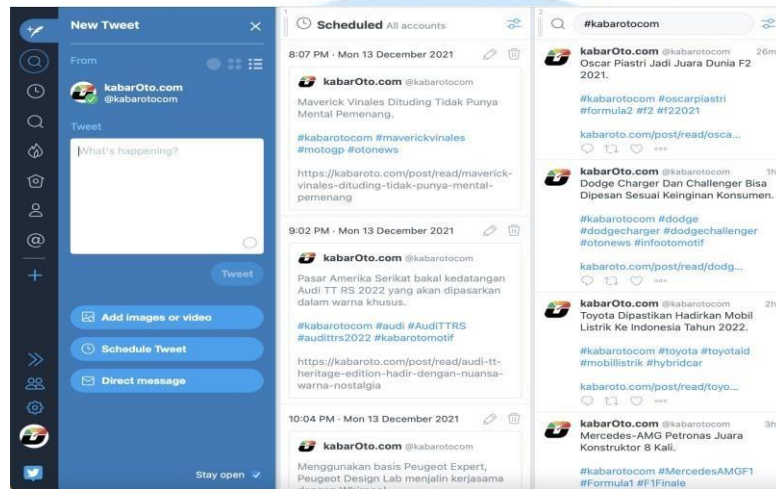 New Tweet
From
kabarOto.com
@kabarotocom
Tweet
What's happening?
Tweet
Add images or video
Schedule Tweet
Direct message
Stay open
1
Scheduled All accounts
8:07 PM · Mon 13 December 2021
kabarOto.com @kabarotocom
Maverick Vinales Dituding Tidak Punya
Mental Pemenang.
#kabarotocom #maverickvinales
#motogp #otonews
https://kabaroto.com/post/read/maverick-
vinales-dituding-tidak-punya-mental-
pemenang
9:02 PM · Mon 13 December 2021
kabarOto.com @kabarotocom
Pasar Amerika Serikat bakal kedatangan
Audi TT RS 2022 yang akan dipasarkan
dalam warna khusus.
#kabarotocom #audi #AudiTTRS
#audittrs2022 #kabarotomotif
https://kabaroto.com/post/read/audi-tt-
heritage-edition-hadir-dengan-nuansa-
warna-nostalgia
10:04 PM · Mon 13 December 2021
kabarOto.com @kabarotocom
Menggunakan basis Peugeot Expert,
Peugeot Design Lab menjalin kerjasama
2
#kabarotocom
kabarOto.com @kabarotocom 26m
Oscar Piastri Jadi Juara Dunia F2
2021.
#kabarotocom #oscarpiastri
#formula2 #f2 #f22021
kabaroto.com/post/read/osca...
kabarOto.com @kabarotocom 1h
Dodge Charger Dan Challenger Bisa
Dipesan Sesuai Keinginan Konsumen.
#kabarotocom #dodge
#dodgecharger #dodgechallenger
#otonews #infootomotif
kabaroto.com/post/read/dodg...
kabarOto.com @kabarotocom 2h
Toyota Dipastikan Hadirkan Mobil
Listrik Ke Indonesia Tahun 2022.
#kabarotocom #toyota #toyotaid
#mobillistrik #hybridcar
kabaroto.com/post/read/toyo...
kabarOto.com @kabarotocom 3h
Mercedes-AMG Petronas Juara
Konstruktor 8 Kali.
#kabarotocom #MercedesAMGF1
#Formula1 #F1Finale